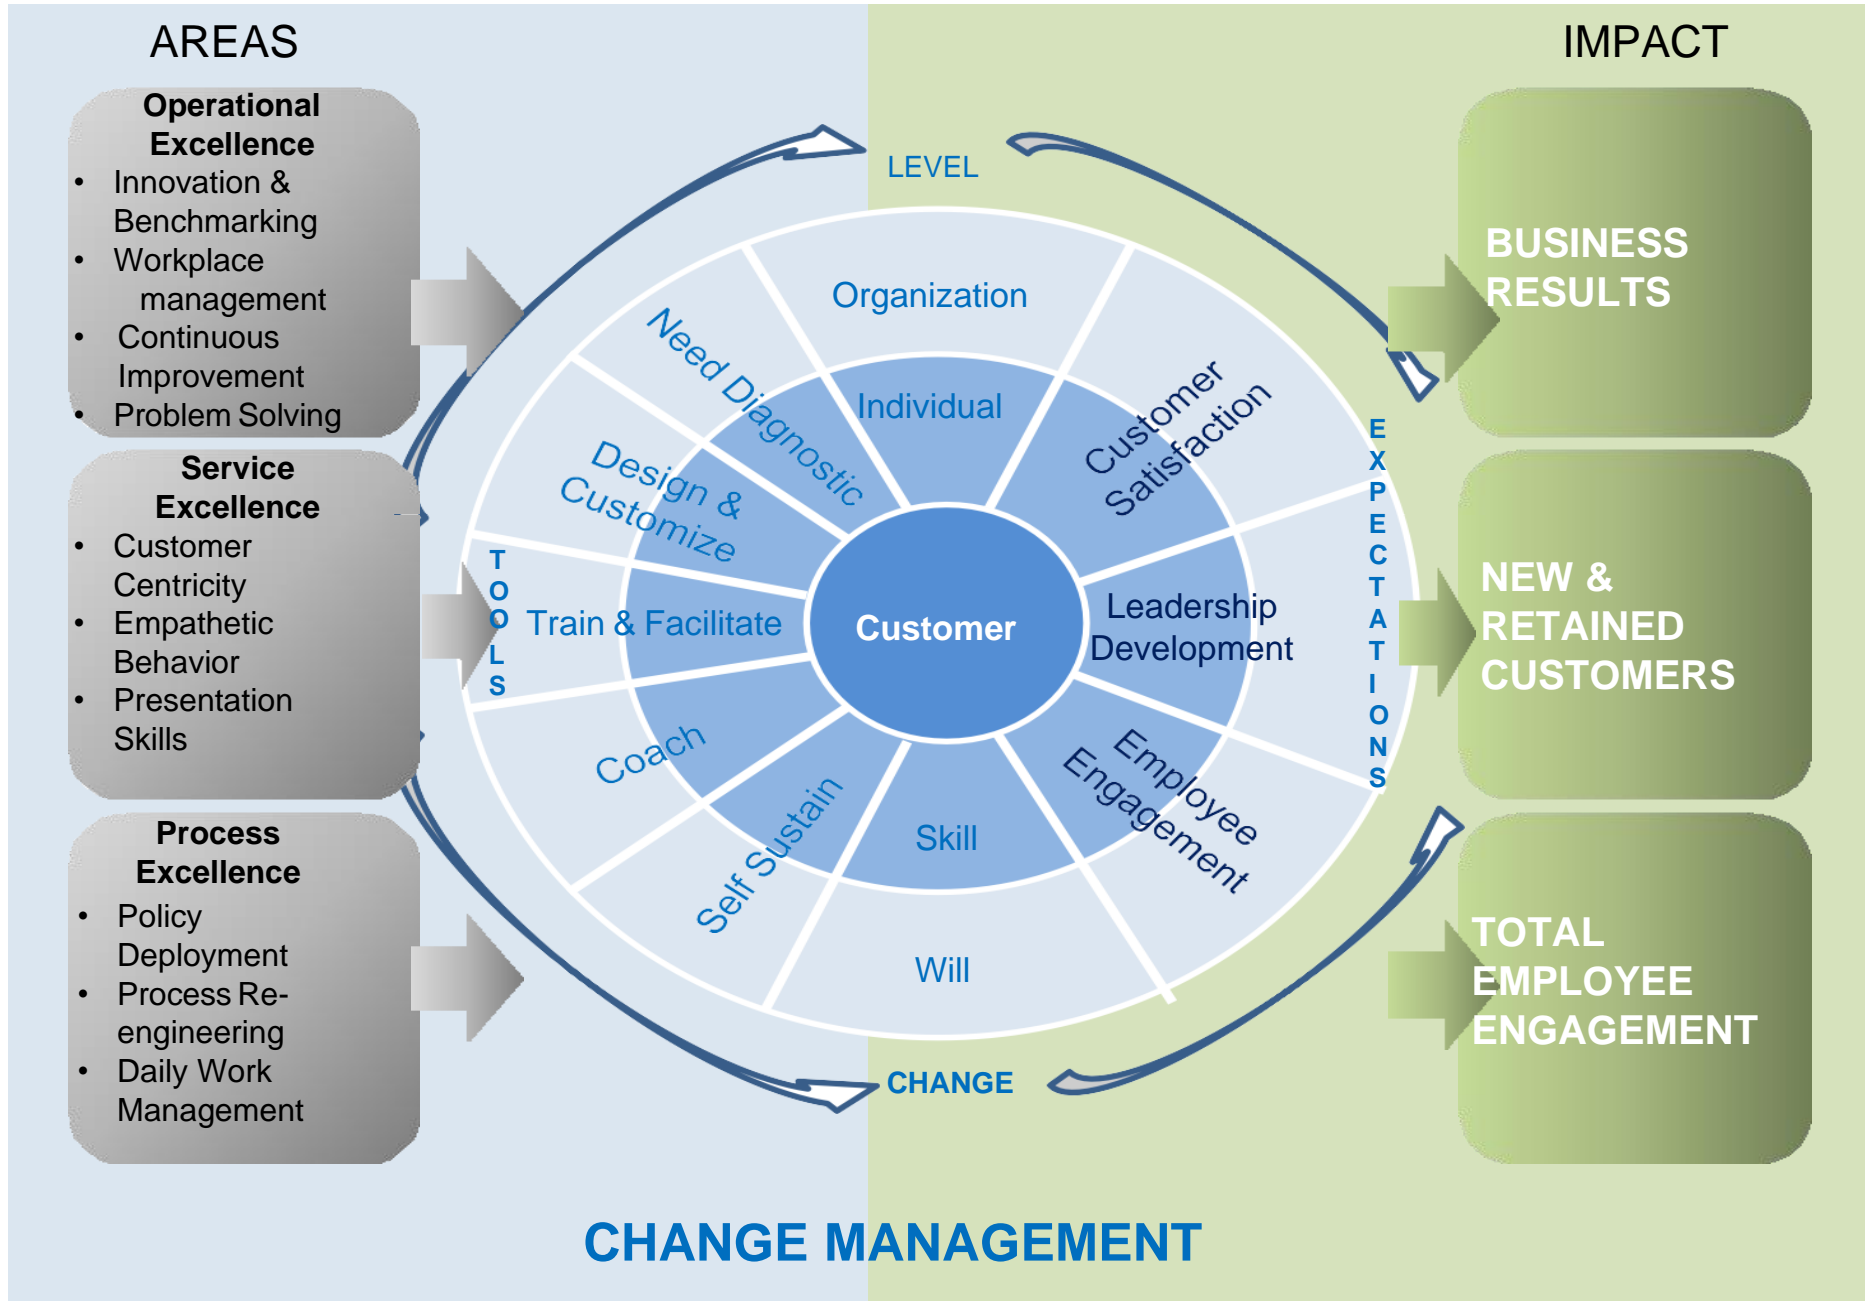 AREAS
IMPACT
Operational
Excellence
• Innovation &
Benchmarking
• Workplace
management
• Continuous
Improvement
• Problem Solving
Service
Excellence
• Customer
Centricity
• Empathetic
Behavior
• Presentation
Skills
Process
Excellence
• Policy
Deployment
• Process Re-
engineering
• Daily Work
Management
LEVEL
Organization
Individual
Need Diagnostic
Design &
Customize
TOOLS
Train & Facilitate
Coach
Self Sustain
Customer
Skill
Will
Customer
Satisfaction
Leadership
Development
Employee
Engagement
EXPECTATIONS
CHANGE
BUSINESS
RESULTS
NEW &
RETAINED
CUSTOMERS
TOTAL
EMPLOYEE
ENGAGEMENT
CHANGE MANAGEMENT